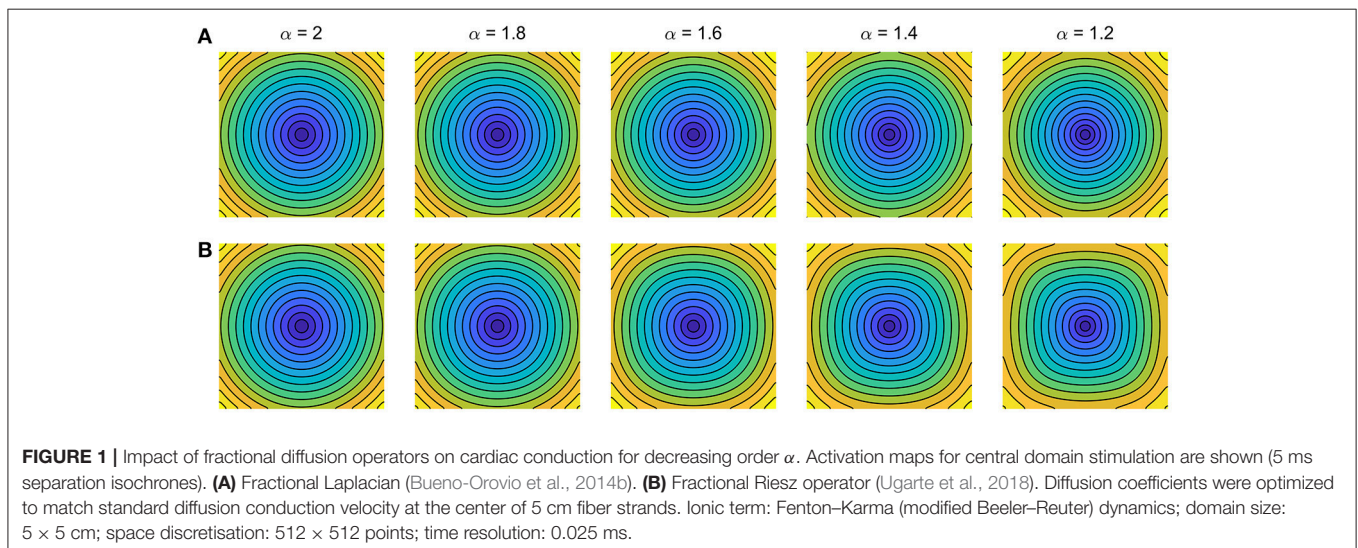 A
α = 2
α = 1.8
α = 1.6
α = 1.4
α = 1.2
B
FIGURE 1 | Impact of fractional diffusion operators on cardiac conduction for decreasing order α. Activation maps for central domain stimulation are shown (5 ms
separation isochrones). (A) Fractional Laplacian (Bueno-Orovio et al., 2014b). (B) Fractional Riesz operator (Ugarte et al., 2018). Diffusion coefficients were optimized
to match standard diffusion conduction velocity at the center of 5 cm fiber strands. Ionic term: Fenton–Karma (modified Beeler–Reuter) dynamics; domain size:
5 × 5 cm; space discretisation: 512 × 512 points; time resolution: 0.025 ms.